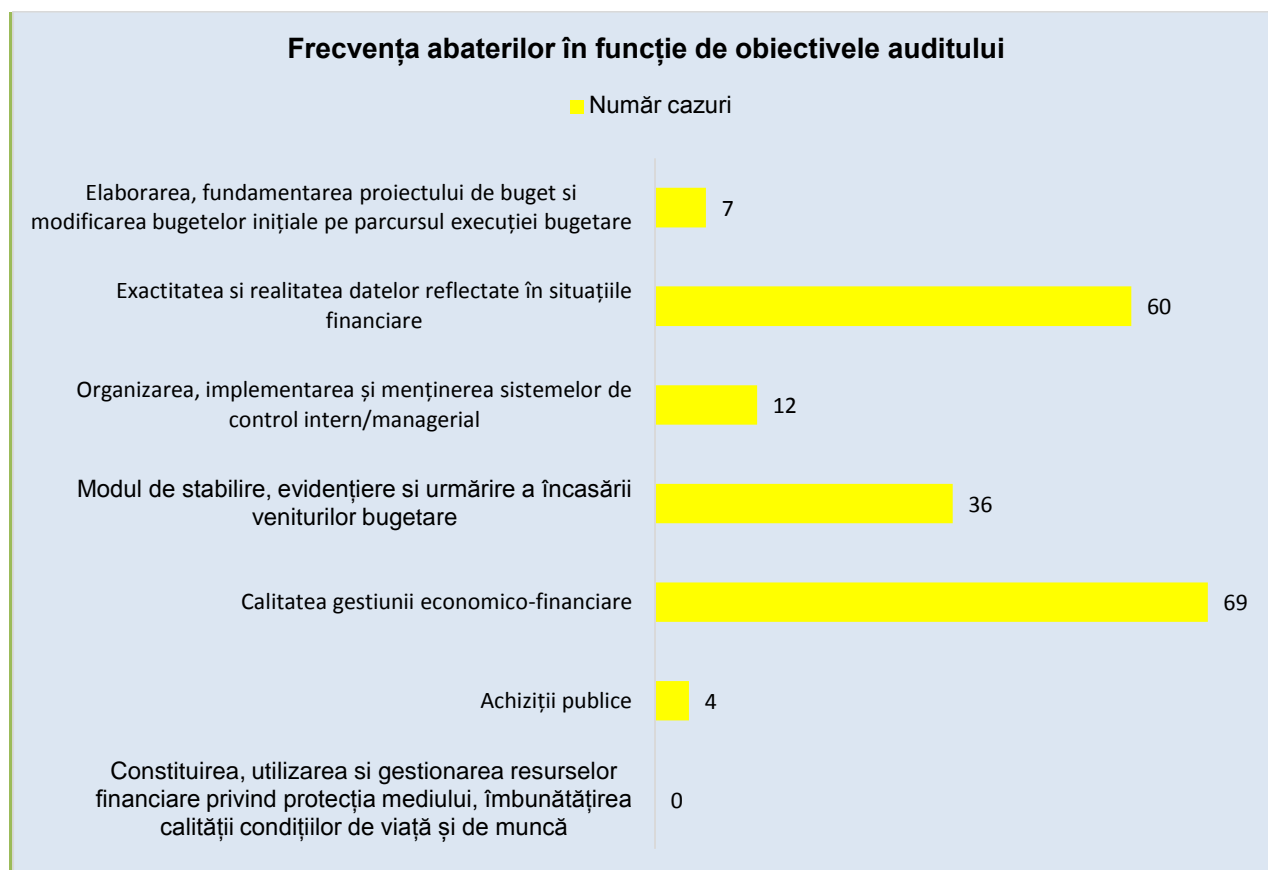 Frecvența abaterilor în funcție de obiectivele auditului
Număr cazuri
Elaborarea, fundamentarea proiectului de buget si
modificarea bugetelor inițiale pe parcursul execuției bugetare
7
Exactitatea si realitatea datelor reflectate în situațiile
financiare
60
Organizarea, implementarea și menținerea sistemelor de
control intern/managerial
12
Modul de stabilire, evidențiere si urmărire a încasării
veniturilor bugetare
36
Calitatea gestiunii economico-financiare
69
Achiziții publice
4
Constituirea, utilizarea si gestionarea resurselor
financiare privind protecția mediului, îmbunătățirea
calității condițiilor de viață și de muncă
0